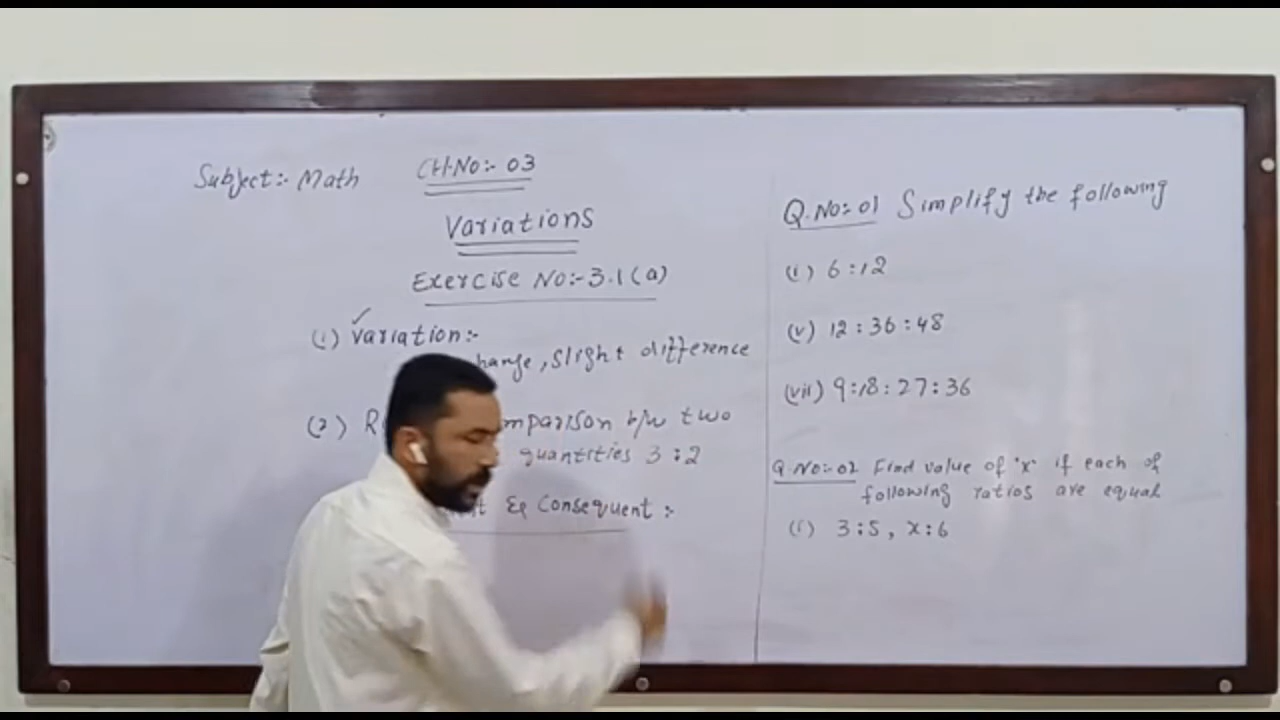 Subject:- Math
CH.NO:- 03
Variations
Exercise NO:- 3.1(a)
(1) Variation:-
hange, slight difference
(2) R mparison b/w two
quantities 3 : 2
t & Consequent :-
Q.No:01 Simplify the following
(i) 6 : 12
(v) 12 : 36 : 48
(vii) 9 : 18 : 27 : 36
Q.No:-02 Find value of 'x' if each of
following ratios are equal
(i) 3 : 5 , x : 6